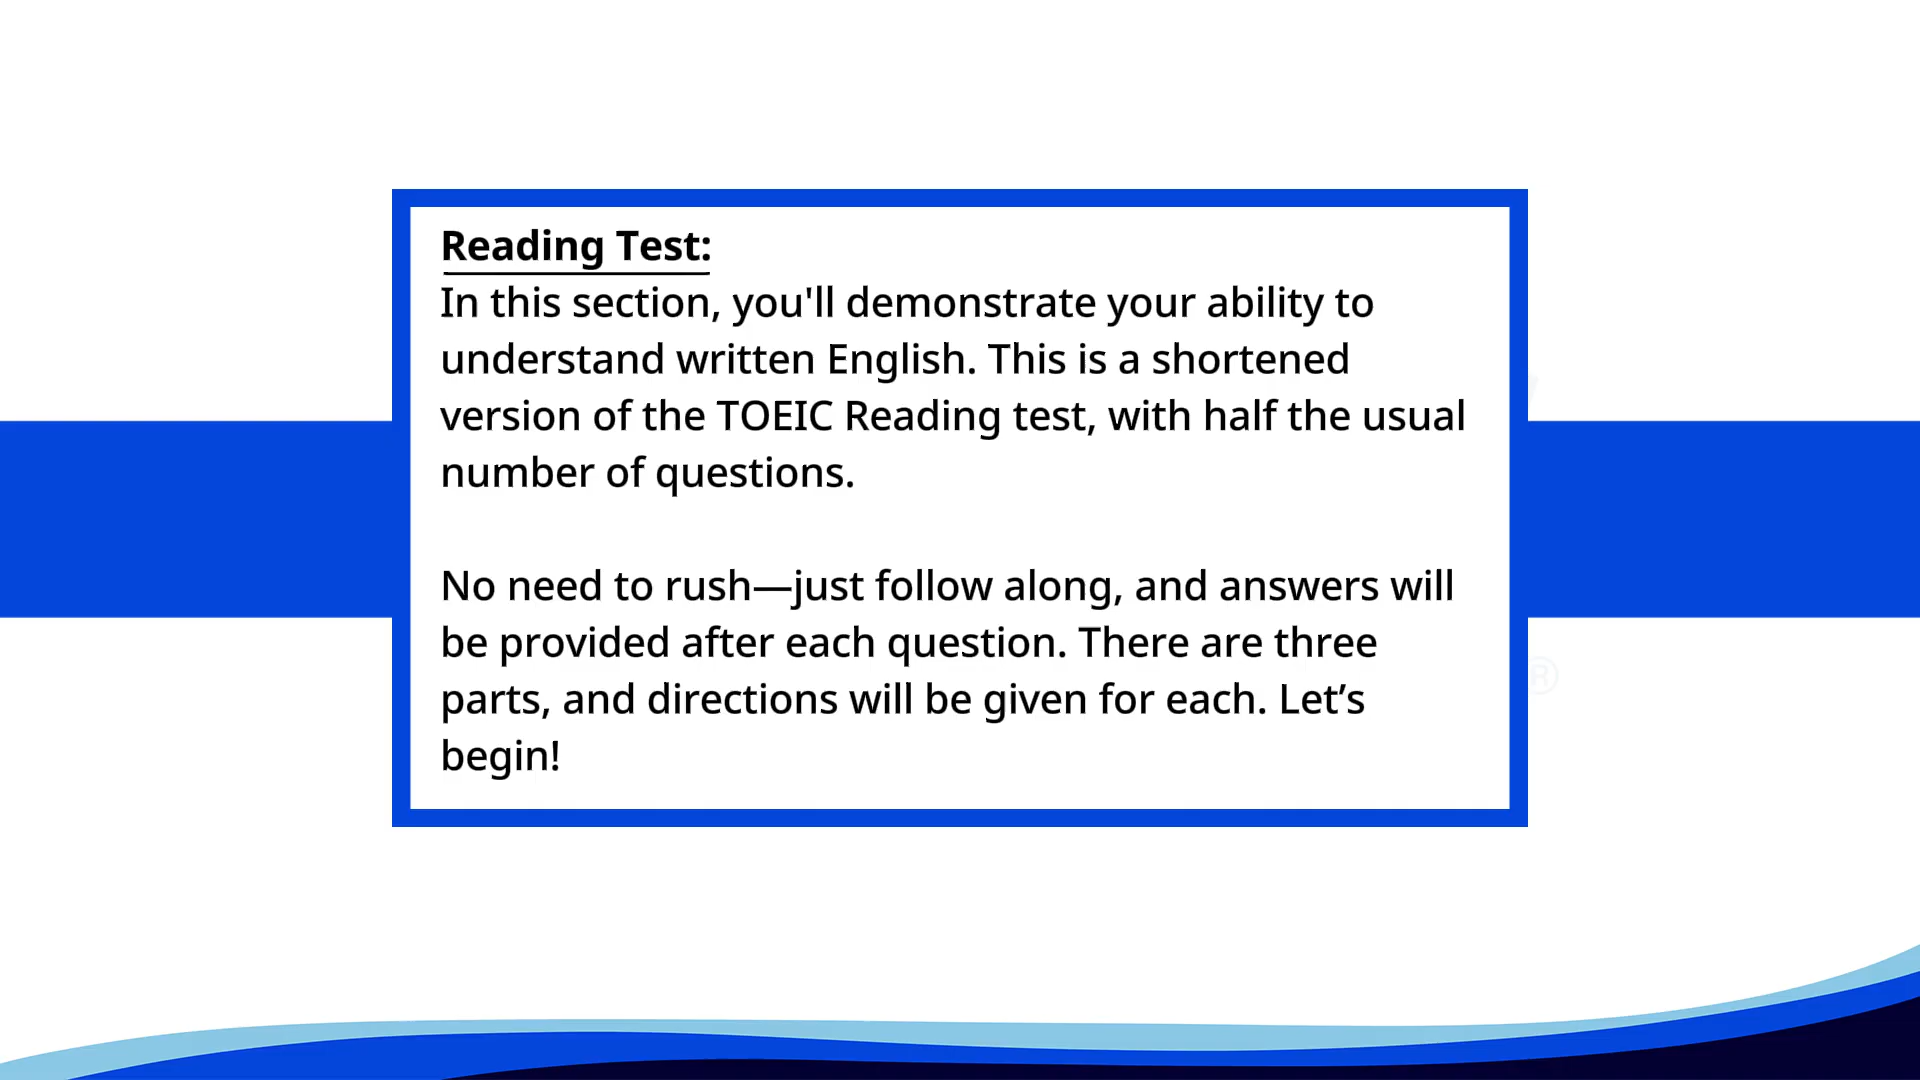 Reading Test:
In this section, you'll demonstrate your ability to
understand written English. This is a shortened
version of the TOEIC Reading test, with half the usual
number of questions.
No need to rush—just follow along, and answers will
be provided after each question. There are three
parts, and directions will be given for each. Let’s
begin!
®